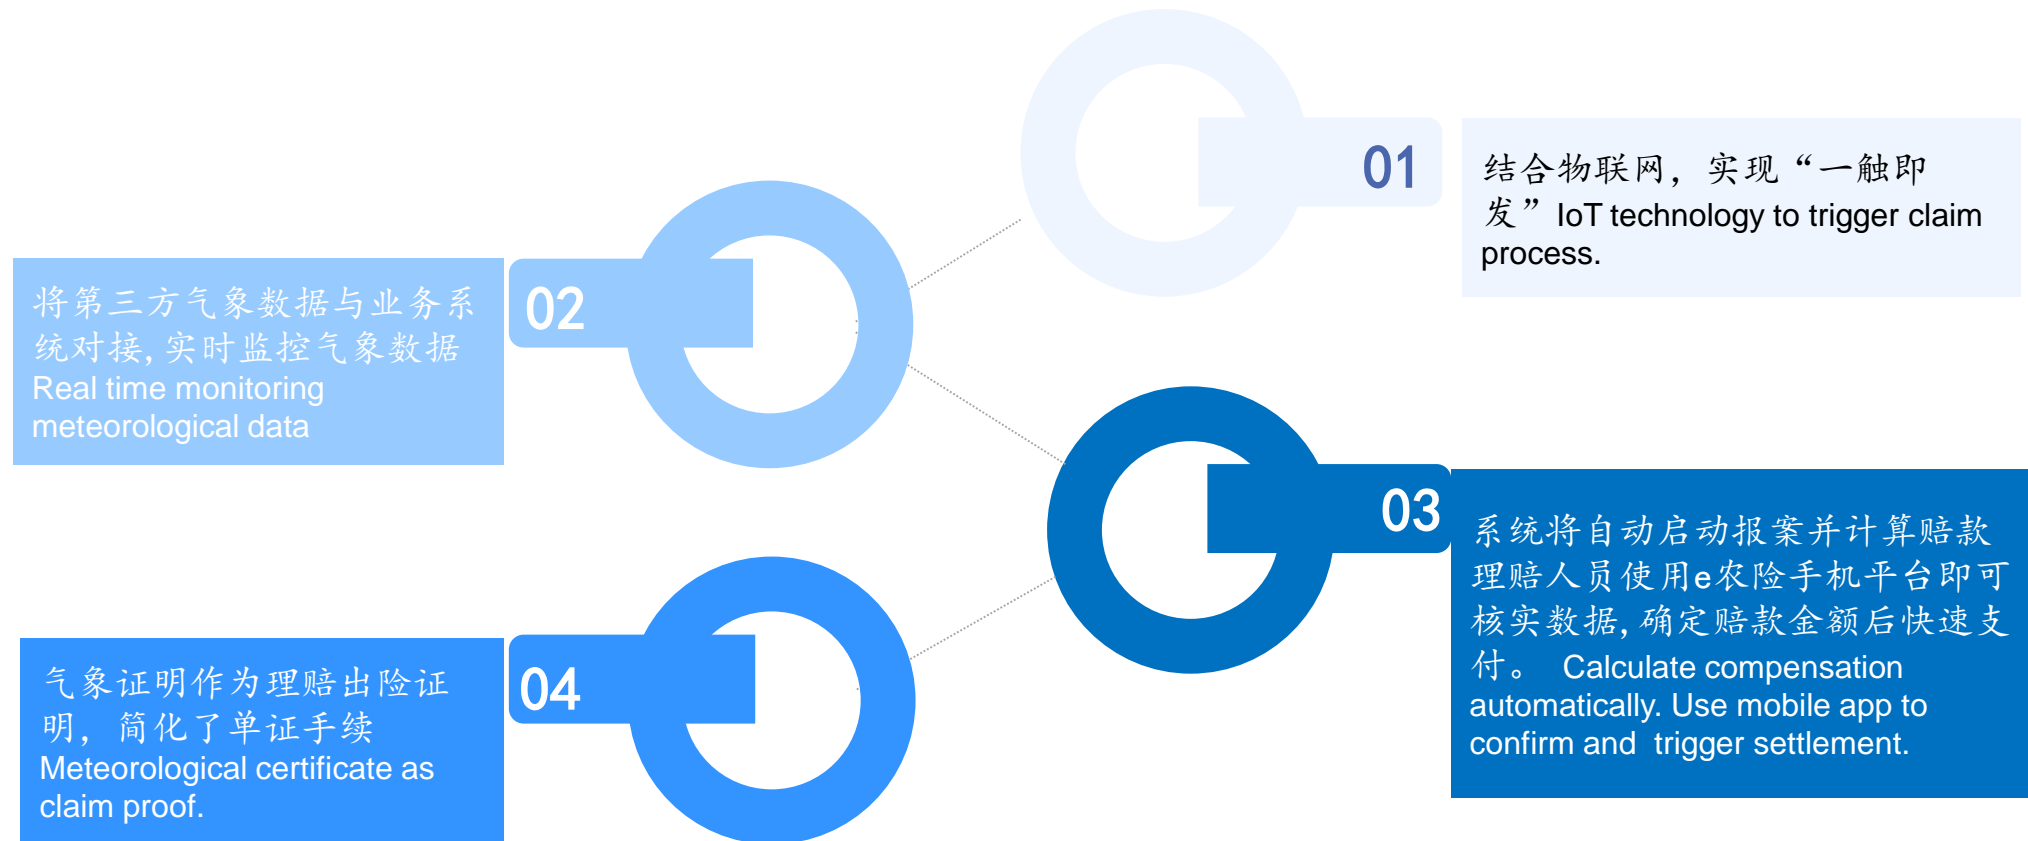 01
结合物联网，实现“一触即
发”IoT technology to trigger claim
process.
02
将第三方气象数据与业务系
统对接,实时监控气象数据
Real time monitoring
meteorological data
03
系统将自动启动报案并计算赔款
理赔人员使用e农险手机平台即可
核实数据,确定赔款金额后快速支
付。 Calculate compensation
automatically. Use mobile app to
confirm and trigger settlement.
04
气象证明作为理赔出险证
明，简化了单证手续
Meteorological certificate as
claim proof.